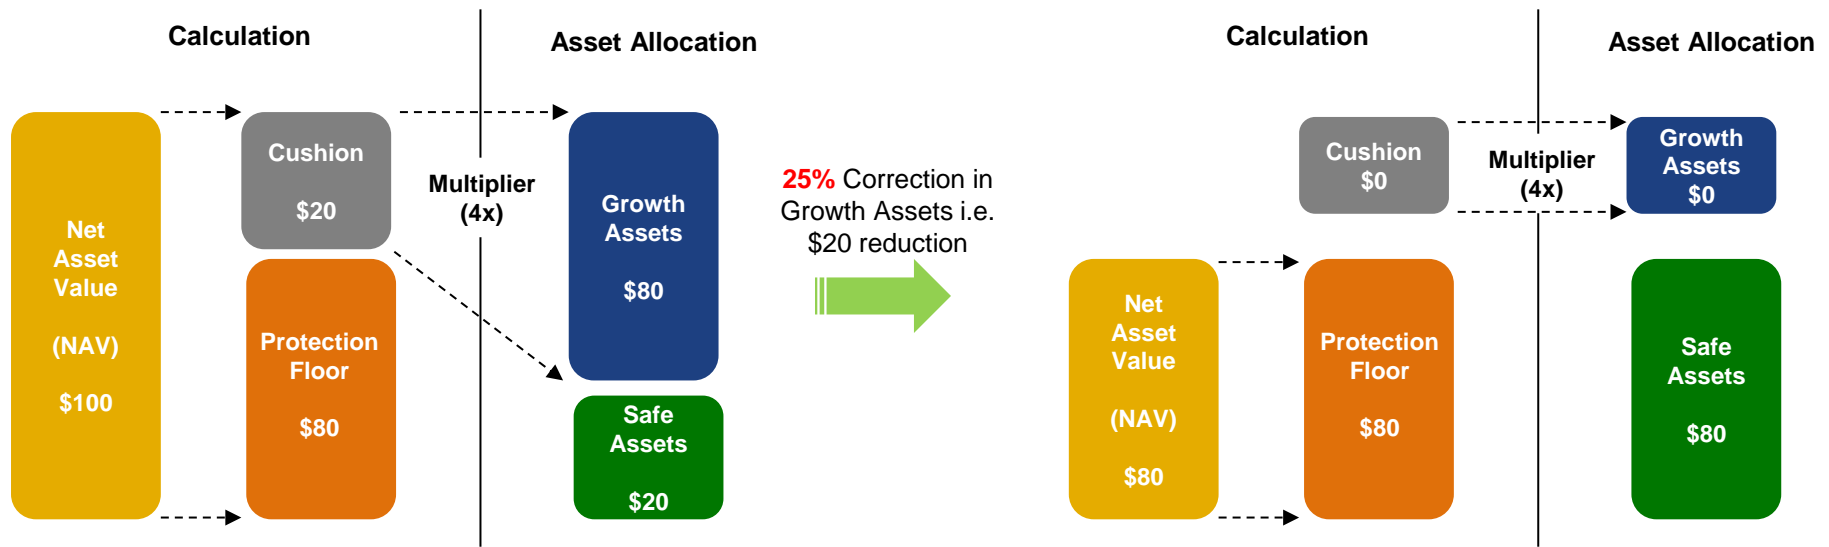 Calculation
Asset Allocation
Net
Asset
Value
(NAV)
$100
Cushion
$20
Protection
Floor
$80
Multiplier
(4x)
Growth
Assets
$80
Safe
Assets
$20
25% Correction in
Growth Assets i.e.
$20 reduction
Calculation
Asset Allocation
Net
Asset
Value
(NAV)
$80
Cushion
$0
Protection
Floor
$80
Multiplier
(4x)
Growth
Assets
$0
Safe
Assets
$80